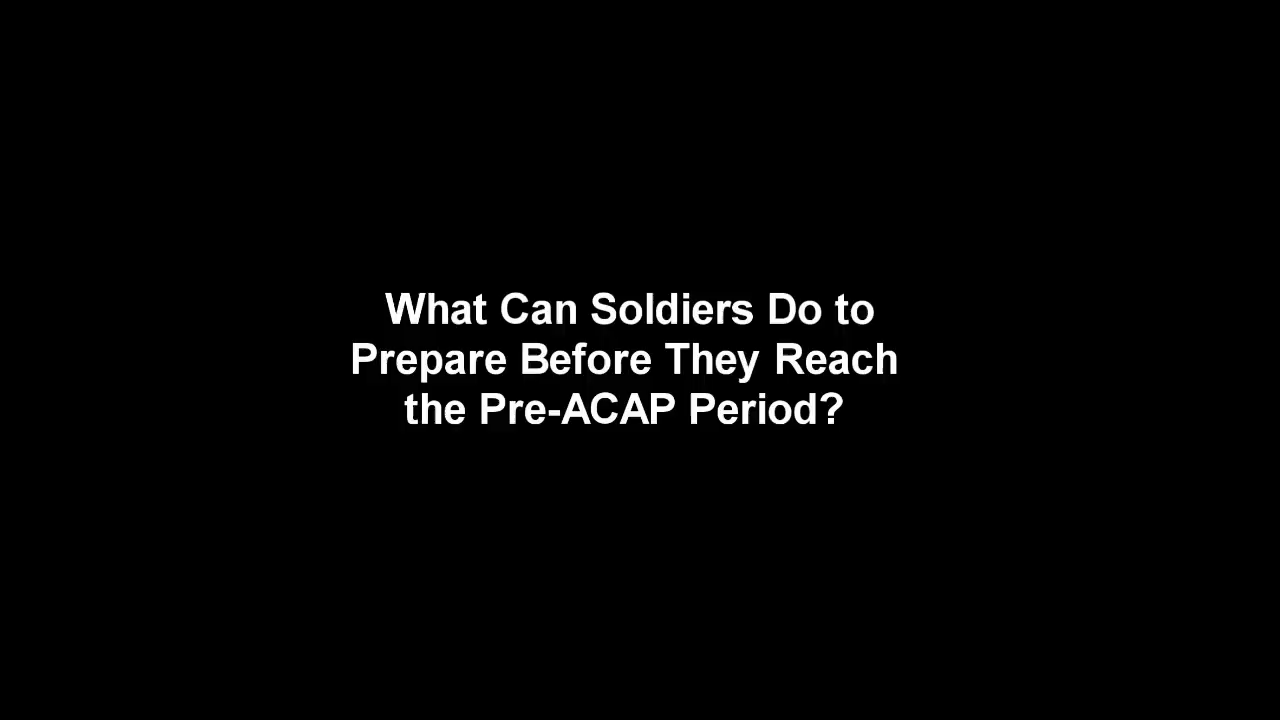 What Can Soldiers Do to
Prepare Before They Reach
the Pre-ACAP Period?